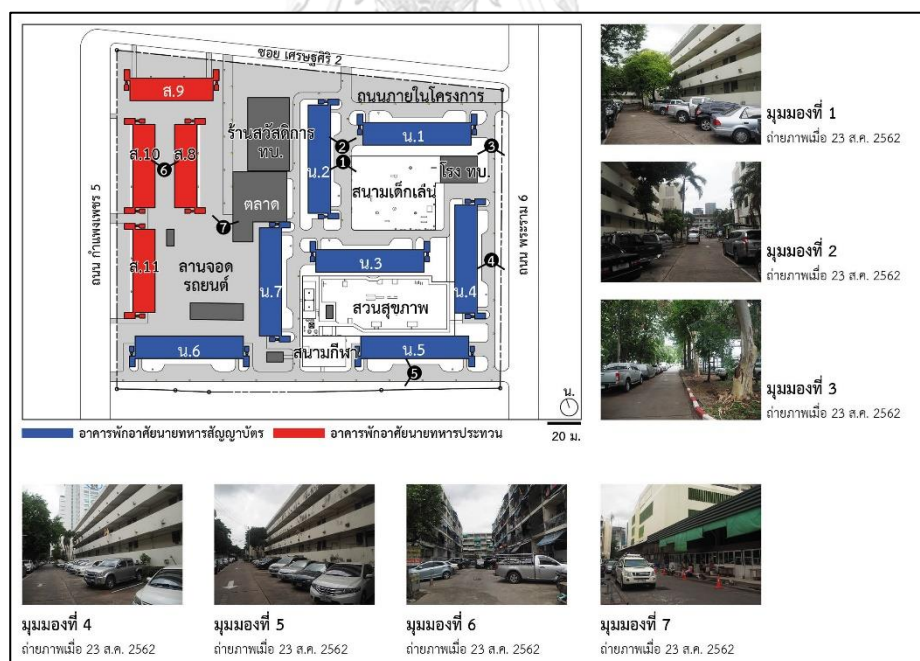 ซอย เศรษฐศิริ 2
ส.9
ถนนภายในโครงการ
ร้านสวัสดิการ
ทบ.
น.1
ส.10
ส.8
น.2
2
3
1
โรง ทบ.
6
สนามเด็กเล่น
ถนน กำแพงเพชร 5
ตลาด
ถนน พระราม 6
7
ส.11
น.3
4
ลานจอด
รถยนต์
น.7
น.4
สวนสุขภาพ
น.6
สนามกีฬา
น.5
5
น.
20 ม.
อาคารพักอาศัยนายทหารสัญญาบัตร
อาคารพักอาศัยนายทหารประทวน
มุมมองที่ 1
ถ่ายภาพเมื่อ 23 ส.ค. 2562
มุมมองที่ 2
ถ่ายภาพเมื่อ 23 ส.ค. 2562
มุมมองที่ 3
ถ่ายภาพเมื่อ 23 ส.ค. 2562
มุมมองที่ 4
ถ่ายภาพเมื่อ 23 ส.ค. 2562
มุมมองที่ 5
ถ่ายภาพเมื่อ 23 ส.ค. 2562
มุมมองที่ 6
ถ่ายภาพเมื่อ 23 ส.ค. 2562
มุมมองที่ 7
ถ่ายภาพเมื่อ 23 ส.ค. 2562